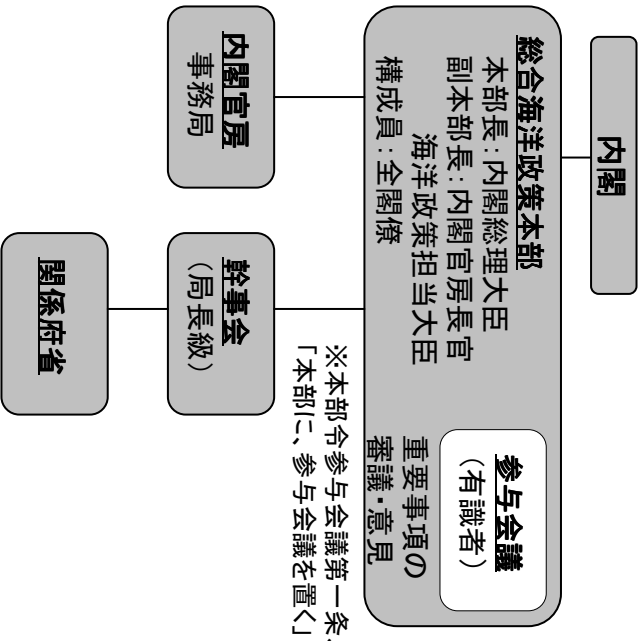 内閣
総合海洋政策本部
本部長：内閣総理大臣
副本部長：内閣官房長官
海洋政策担当大臣
構成員：全閣僚
参与会議
（有識者）
重要事項の
審議・意見
※本部令参与会議第一条、
「本部に、参与会議を置く」
内閣官房
事務局
幹事会
（局長級）
関係府省